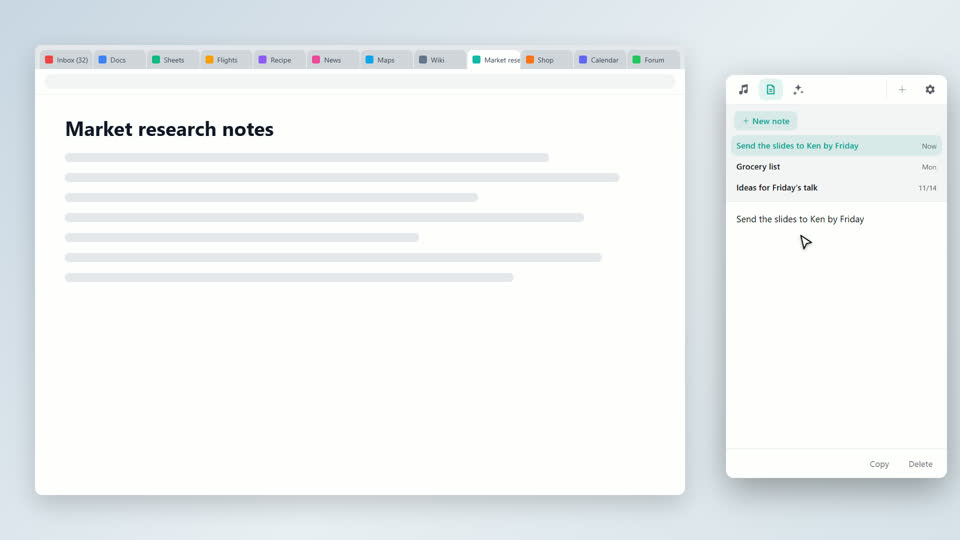 Inbox (32)
Docs
Sheets
Flights
Recipe
News
Maps
Wiki
Market rese
Shop
Calendar
Forum
Market research notes
+ New note
Send the slides to Ken by Friday Now
Grocery list Mon
Ideas for Friday's talk 11/14
Send the slides to Ken by Friday
Copy Delete